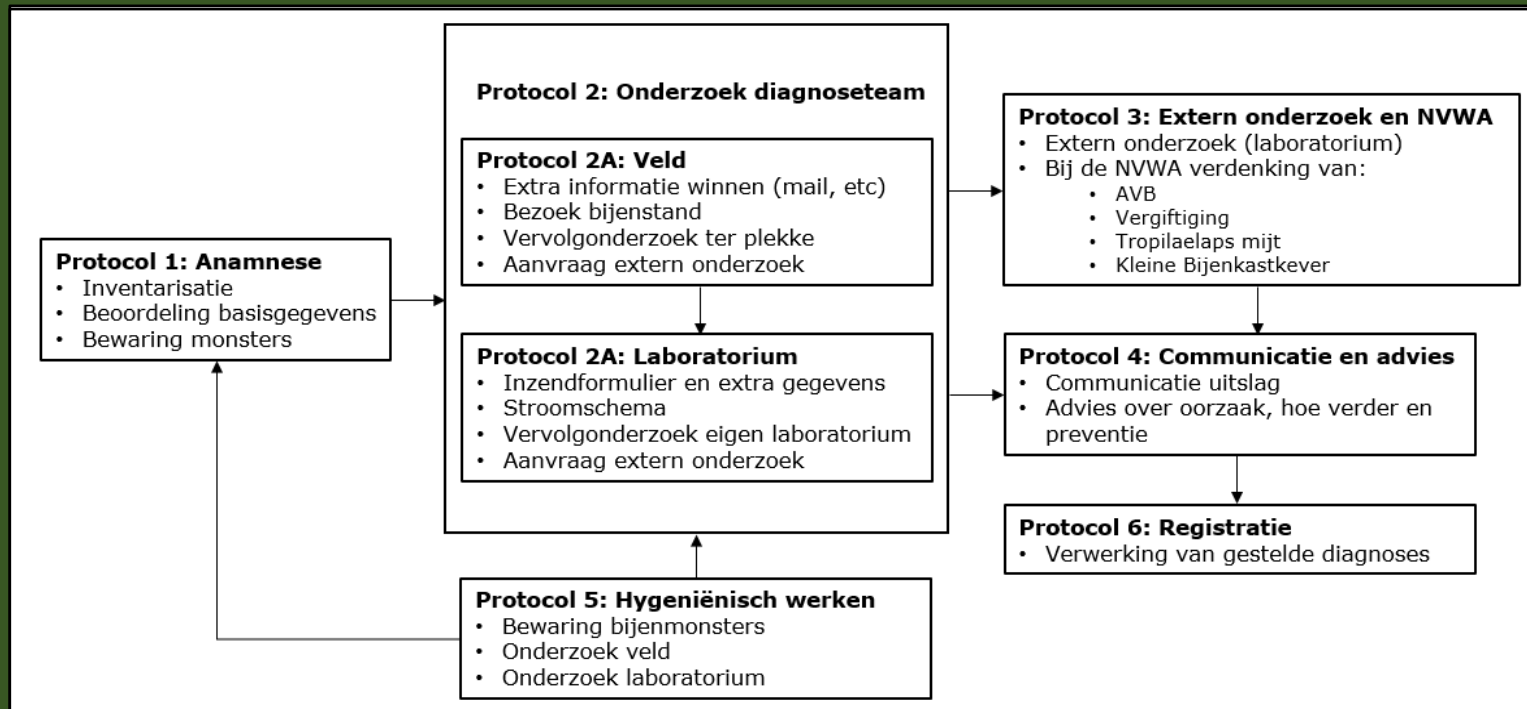 Protocol 1: Anamnese
• Inventarisatie
• Beoordeling basisgegevens
• Bewaring monsters
Protocol 2: Onderzoek diagnoseteam
Protocol 2A: Veld
• Extra informatie winnen (mail, etc)
• Bezoek bijenstand
• Vervolgonderzoek ter plekke
• Aanvraag extern onderzoek
Protocol 2A: Laboratorium
• Inzendformulier en extra gegevens
• Stroomschema
• Vervolgonderzoek eigen laboratorium
• Aanvraag extern onderzoek
Protocol 3: Extern onderzoek en NVWA
• Extern onderzoek (laboratorium)
• Bij de NVWA verdenking van:
• AVB
• Vergiftiging
• Tropilaelaps mijt
• Kleine Bijenkastkever
Protocol 4: Communicatie en advies
• Communicatie uitslag
• Advies over oorzaak, hoe verder en
preventie
Protocol 6: Registratie
• Verwerking van gestelde diagnoses
Protocol 5: Hygeniënisch werken
• Bewaring bijenmonsters
• Onderzoek veld
• Onderzoek laboratorium